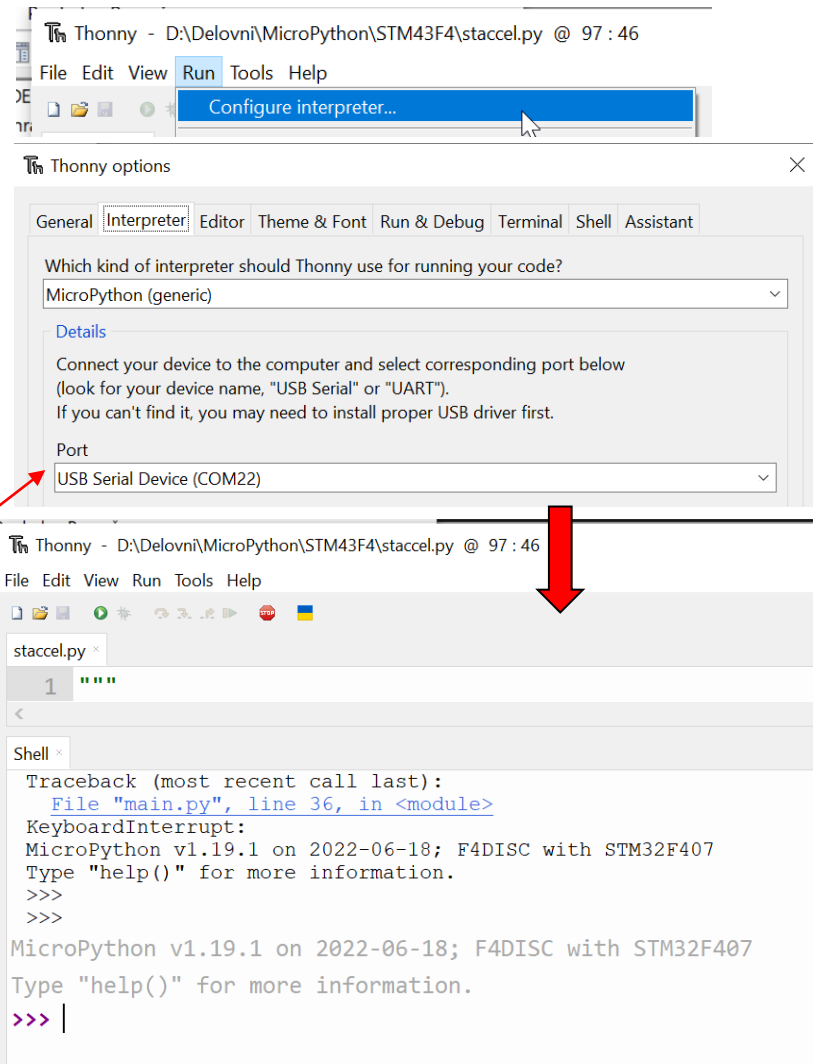 Thonny - D:\Delovni\MicroPython\STM43F4\staccel.py @ 97 : 46
File Edit View Run Tools Help
Configure interpreter...
Thonny options
General Interpreter Editor Theme & Font Run & Debug Terminal Shell Assistant
Which kind of interpreter should Thonny use for running your code?
MicroPython (generic)
Details
Connect your device to the computer and select corresponding port below
(look for your device name, "USB Serial" or "UART").
If you can't find it, you may need to install proper USB driver first.
Port
USB Serial Device (COM22)
Thonny - D:\Delovni\MicroPython\STM43F4\staccel.py @ 97 : 46
File Edit View Run Tools Help
STOP
staccel.py ×
1 """
Shell ×
Traceback (most recent call last):
File "main.py", line 36, in <module>
KeyboardInterrupt:
MicroPython v1.19.1 on 2022-06-18; F4DISC with STM32F407
Type "help()" for more information.
>>>
>>>
MicroPython v1.19.1 on 2022-06-18; F4DISC with STM32F407
Type "help()" for more information.
>>>